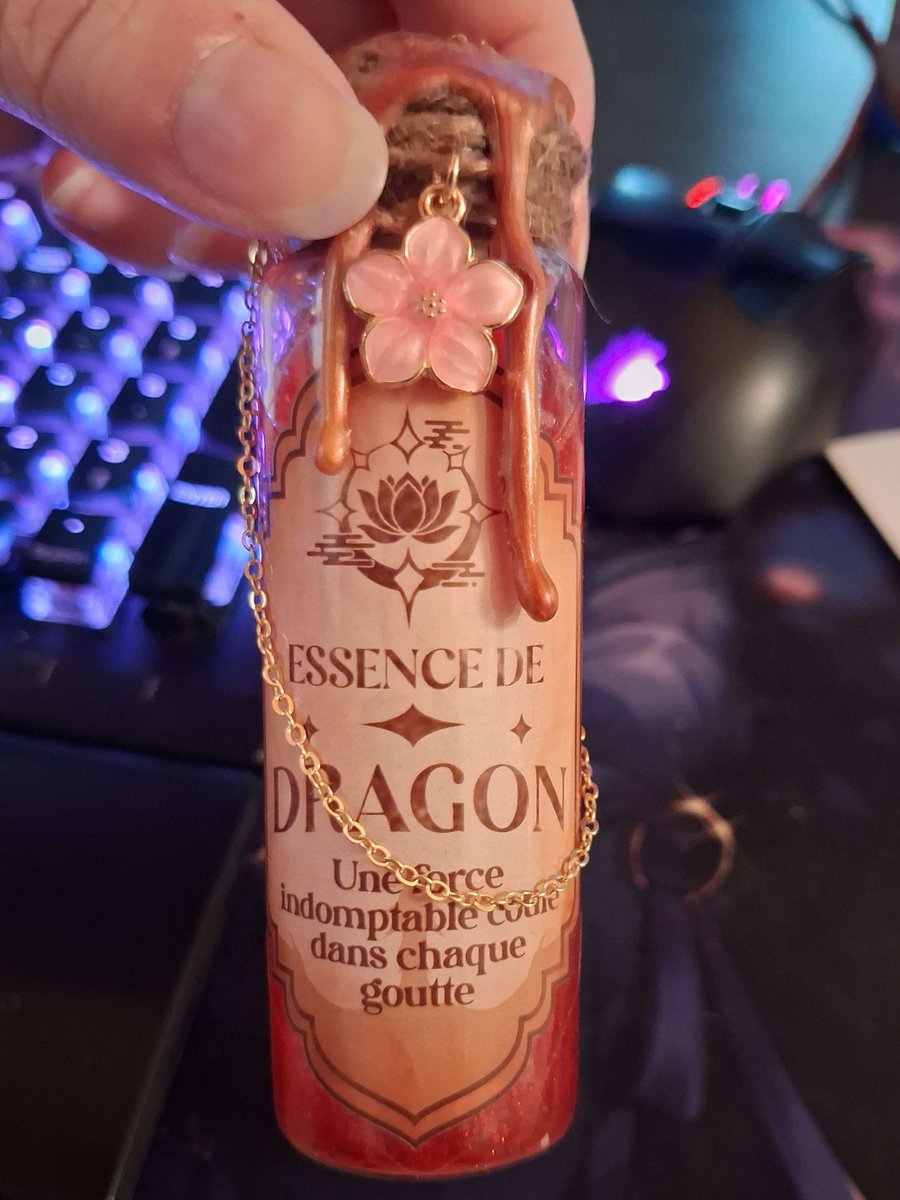 ESSENCE DE
DRAGON
Une force
indomptable coule
dans chaque
goutte